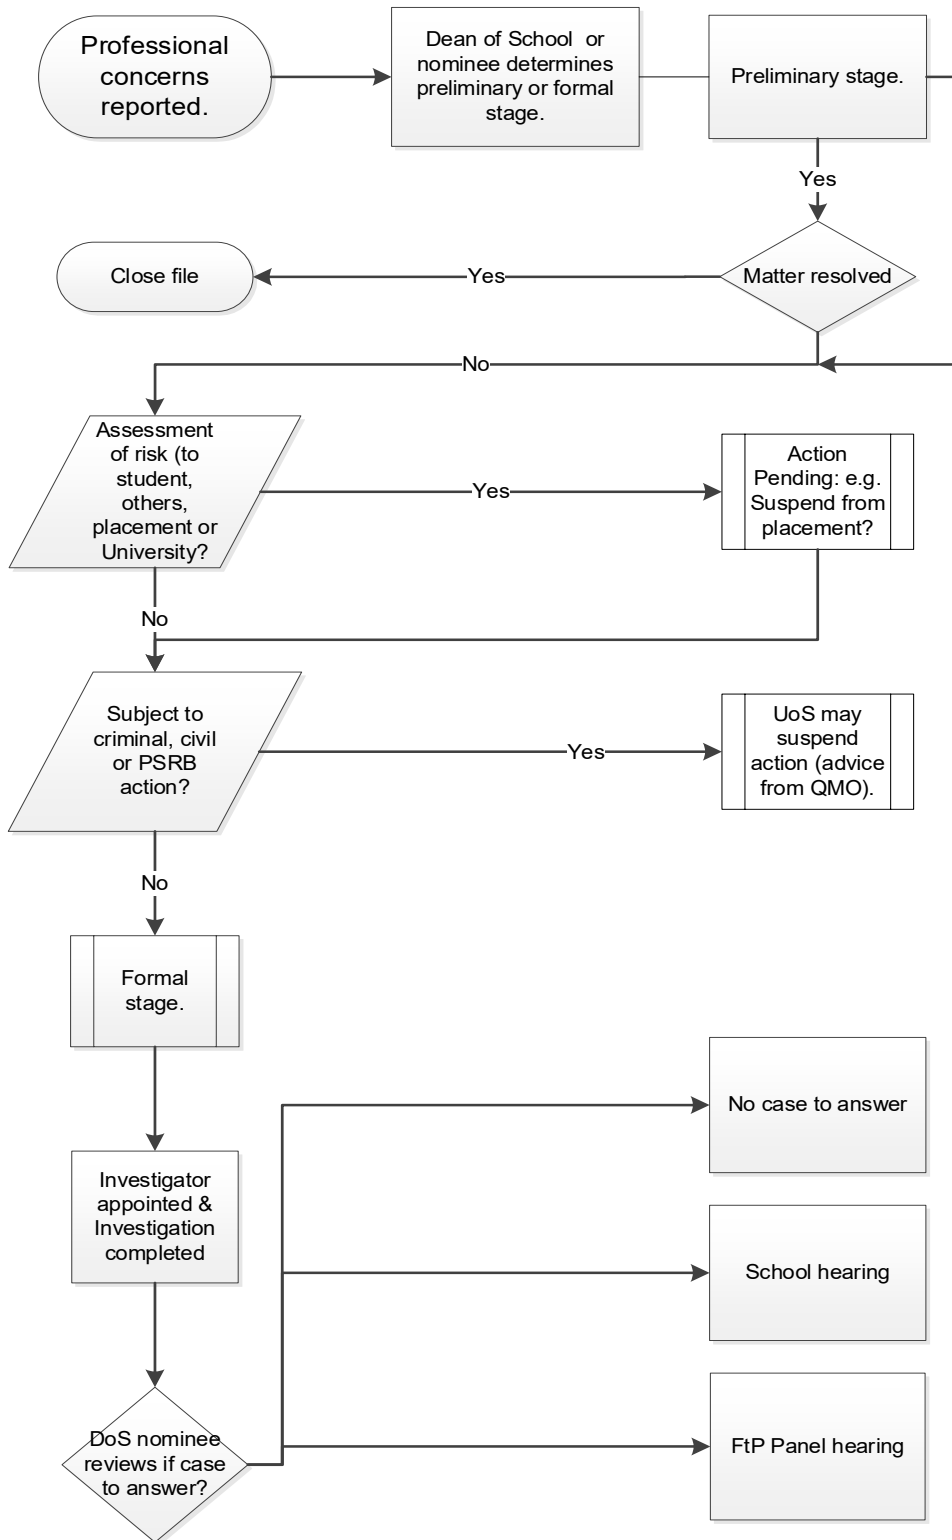 Professional
concerns
reported.
Dean of School or
nominee determines
preliminary or formal
stage.
Preliminary stage.
Yes
Close file
Yes
Matter resolved
No
Assessment
of risk (to
student,
others,
placement or
University?
Yes
Action
Pending: e.g.
Suspend from
placement?
No
Subject to
criminal, civil
or PSRB
action?
Yes
UoS may
suspend
action (advice
from QMO).
No
Formal
stage.
No case to answer
Investigator
appointed &
Investigation
completed
School hearing
DoS nominee
reviews if case
to answer?
FtP Panel hearing